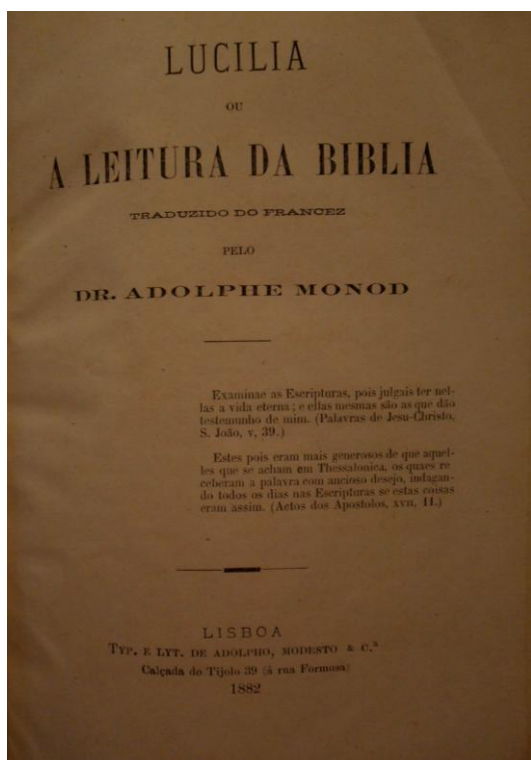 LUCILIA
OU
A LEITURA DA BIBLIA
TRADUZIDO DO FRANCEZ
PELO
DR. ADOLPHE MONOD
Examinae as Escripturas, pois julgais ter nel-
las a vida eterna; e ellas mesmas são as que dão
testemunho de mim. (Palavras de Jesu-Christo,
S. João, v, 39.)
Estes pois eram mais generosos de que aquel-
les que se acham em Thessalonica, os quaes re
ceberam a palavra com ancioso desejo, indagan-
do todos os dias nas Escripturas se estas coisas
eram assim. (Actos dos Apostolos, xvii, 11.)
LISBOA
TYP. E LYT. DE ADOLPHO, MODESTO & C.ª
Calçada do Tijolo 39 (á rua Formosa)
1882